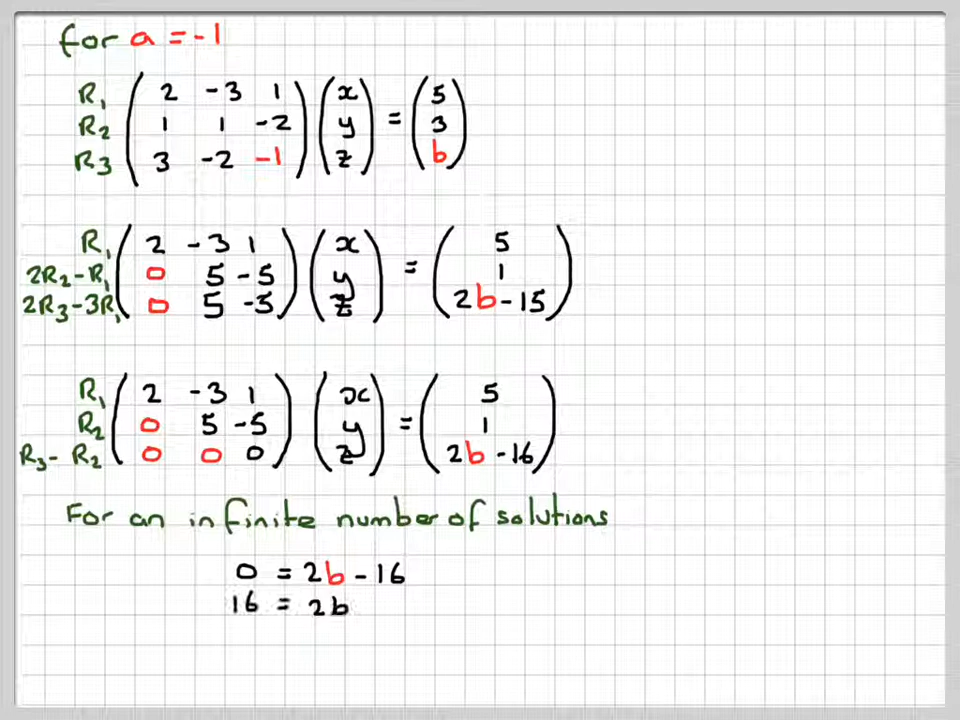 for a = -1
R1 ( 2 -3 1 ) ( x ) = ( 5 )
R2 ( 1 1 -2 ) ( y ) ( 3 )
R3 ( 3 -2 -1 ) ( z ) ( b )
R1 ( 2 -3 1 ) ( x ) = ( 5 )
2R2-R1 ( 0 5 -5 ) ( y ) ( 1 )
2R3-3R1 ( 0 5 -5 ) ( z ) ( 2b-15 )
R1 ( 2 -3 1 ) ( x ) = ( 5 )
R2 ( 0 5 -5 ) ( y ) ( 1 )
R3-R2 ( 0 0 0 ) ( z ) ( 2b-16 )
For an infinite number of solutions
0 = 2b - 16
16 = 2b